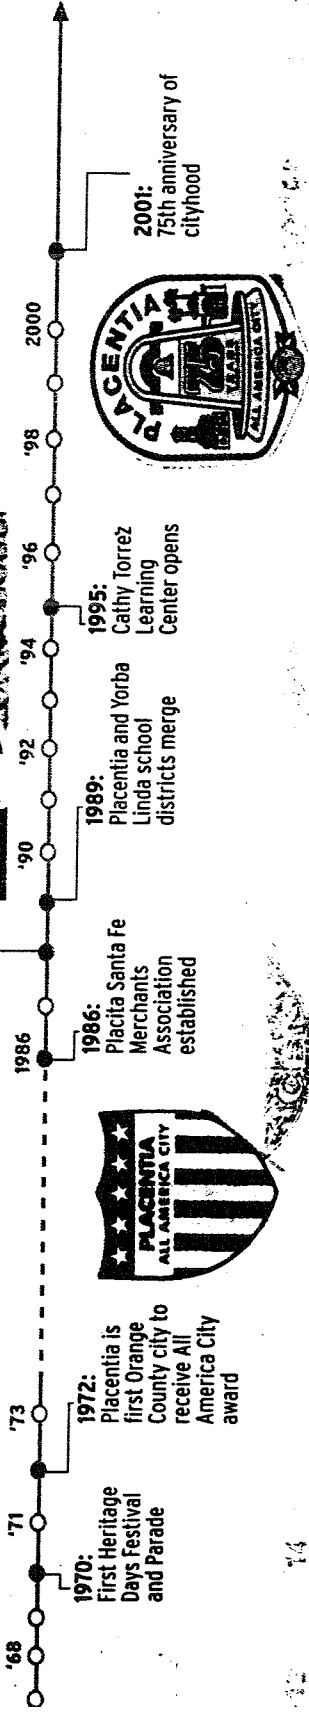 '68
'71
'73
1986
'90
'92
'94
'96
'98
2000
1970:
First Heritage
Days Festival
and Parade
1972:
Placentia is
first Orange
County city to
receive All
America City
award
PLACENTIA
ALL AMERICA CITY
1986:
Placita Santa Fe
Merchants
Association
established
1989:
Placentia and Yorba
Linda school
districts merge
1995:
Cathy Torrez
Learning
Center opens
PLACENTIA
75
YEARS
ALL AMERICA CITY
2001:
75th anniversary of
cityhood
14